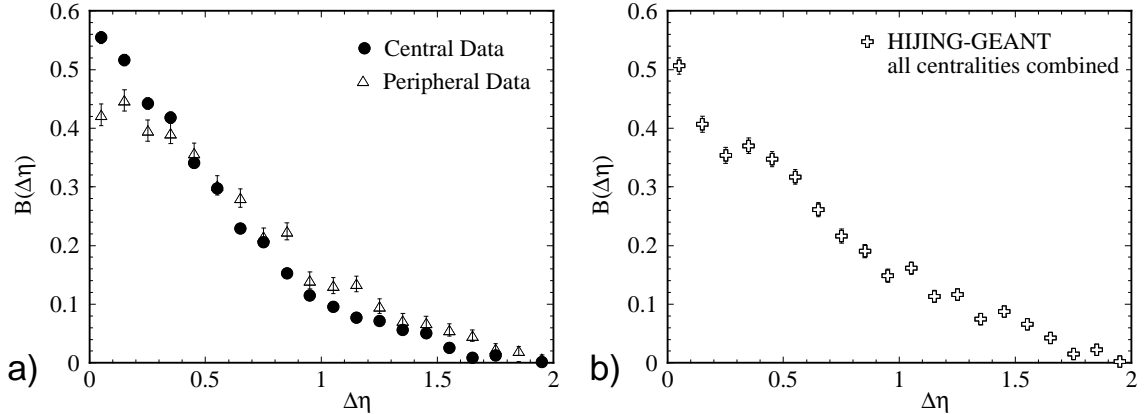 0.6
0.5
0.4
0.3
0.2
0.1
0
B(Δη)
Central Data
Peripheral Data
0
0.5
1
1.5
2
Δη
a)
0.6
0.5
0.4
0.3
0.2
0.1
0
B(Δη)
HIJING-GEANT
all centralities combined
0
0.5
1
1.5
2
Δη
b)